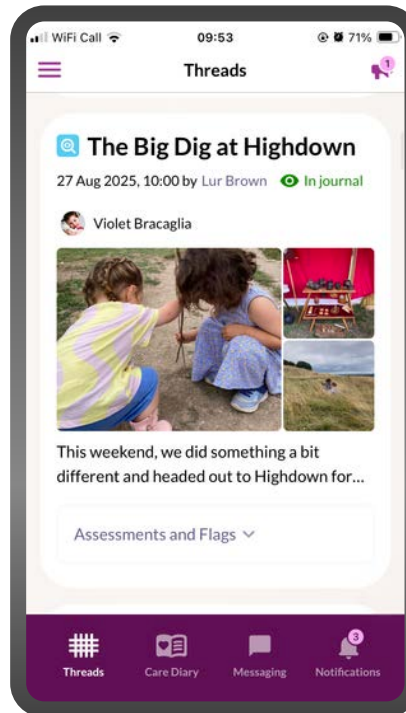 WiFi Call 09:53 71%
Threads 1
The Big Dig at Highdown
27 Aug 2025, 10:00 by Lur Brown In journal
Violet Bracaglia
This weekend, we did something a bit
different and headed out to Highdown for...
Assessments and Flags
3
Threads Care Diary Messaging Notifications